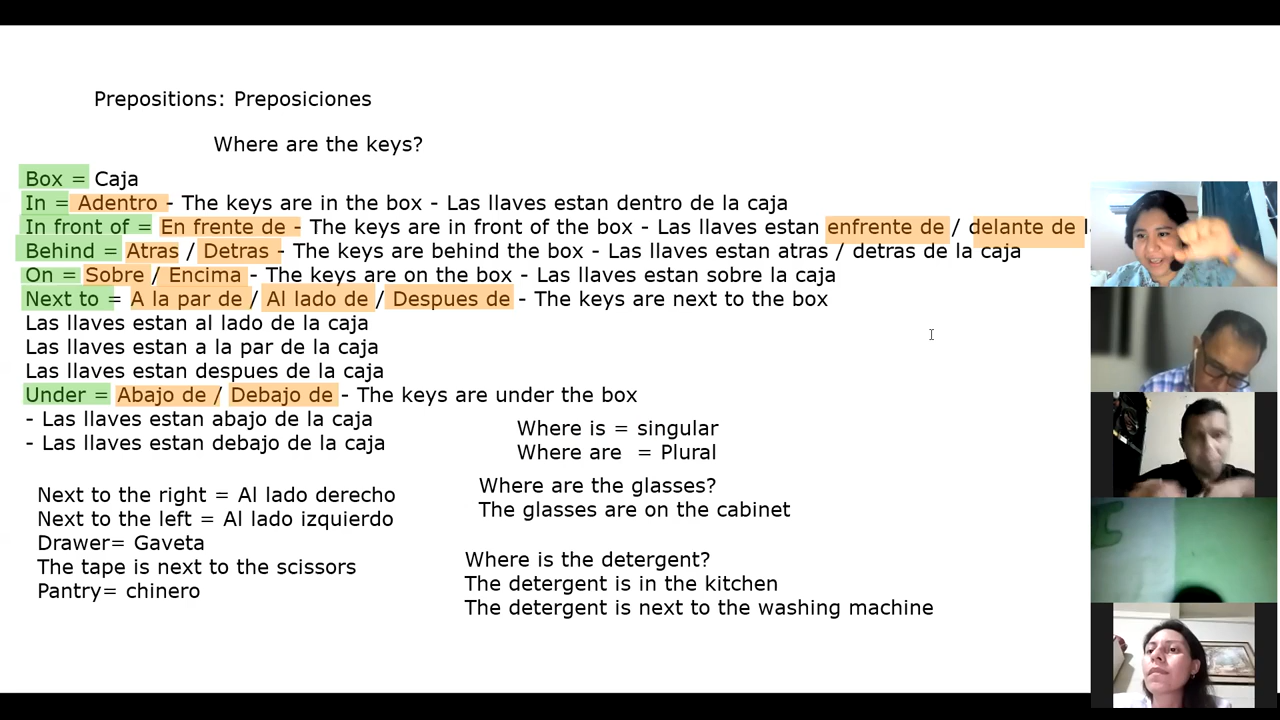 Prepositions: Preposiciones
Where are the keys?
Box = Caja
In = Adentro - The keys are in the box - Las llaves estan dentro de la caja
In front of = En frente de - The keys are in front of the box - Las llaves estan enfrente de / delante de
Behind = Atras / Detras - The keys are behind the box - Las llaves estan atras / detras de la caja
On = Sobre / Encima - The keys are on the box - Las llaves estan sobre la caja
Next to = A la par de / Al lado de / Despues de - The keys are next to the box
Las llaves estan al lado de la caja
Las llaves estan a la par de la caja
Las llaves estan despues de la caja
Under = Abajo de / Debajo de - The keys are under the box
- Las llaves estan abajo de la caja
- Las llaves estan debajo de la caja
Where is = singular
Where are = Plural
Where are the glasses?
The glasses are on the cabinet
Next to the right = Al lado derecho
Next to the left = Al lado izquierdo
Drawer= Gaveta
The tape is next to the scissors
Pantry= chinero
Where is the detergent?
The detergent is in the kitchen
The detergent is next to the washing machine